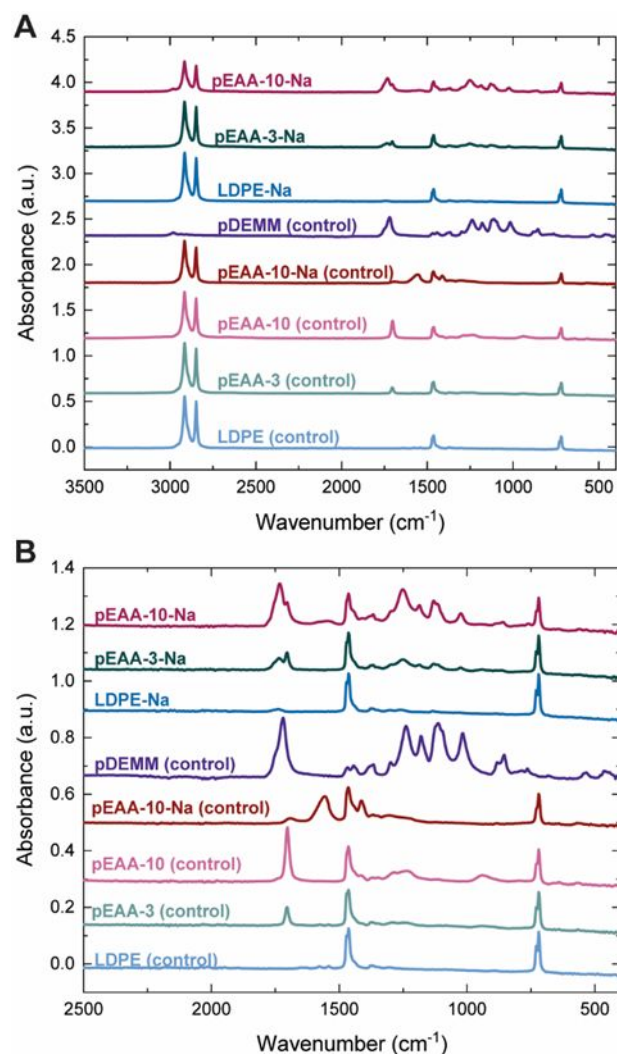 A
4.5
4.0
3.5
3.0
2.5
2.0
1.5
1.0
0.5
0.0
Absorbance (a.u.)
pEAA-10-Na
pEAA-3-Na
LDPE-Na
pDEMM (control)
pEAA-10-Na (control)
pEAA-10 (control)
pEAA-3 (control)
LDPE (control)
3500 3000 2500 2000 1500 1000 500
Wavenumber (cm-1)
B
1.4
1.2
1.0
0.8
0.6
0.4
0.2
0.0
Absorbance (a.u.)
pEAA-10-Na
pEAA-3-Na
LDPE-Na
pDEMM (control)
pEAA-10-Na (control)
pEAA-10 (control)
pEAA-3 (control)
LDPE (control)
2500 2000 1500 1000 500
Wavenumber (cm-1)